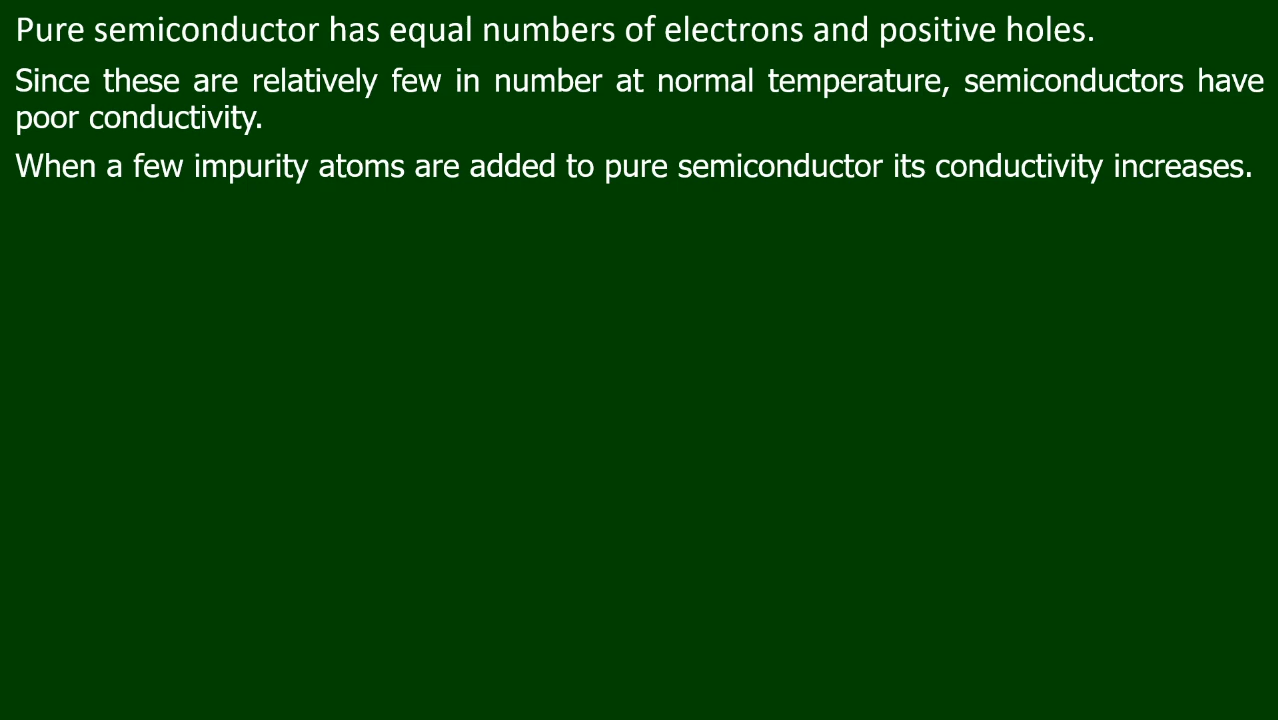 Pure semiconductor has equal numbers of electrons and positive holes.
Since these are relatively few in number at normal temperature, semiconductors have
poor conductivity.
When a few impurity atoms are added to pure semiconductor its conductivity increases.